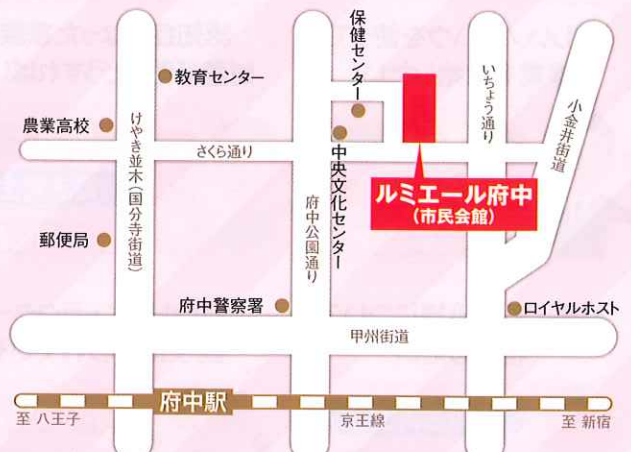 保健センター
教育センター
いちょう通り
小金井街道
農業高校
けやき並木(国分寺街道)
さくら通り
中央文化センター
ルミエール府中
(市民会館)
府中公園通り
郵便局
府中警察署
ロイヤルホスト
甲州街道
府中駅
至 八王子
京王線
至 新宿